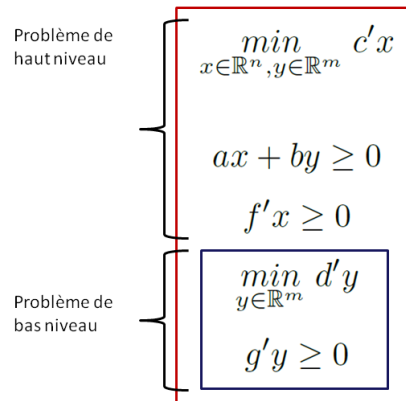 Problème de
haut niveau
min c′x
x∈ℝⁿ,y∈ℝᵐ
ax + by ≥ 0
f′x ≥ 0
Problème de
bas niveau
min d′y
y∈ℝᵐ
g′y ≥ 0